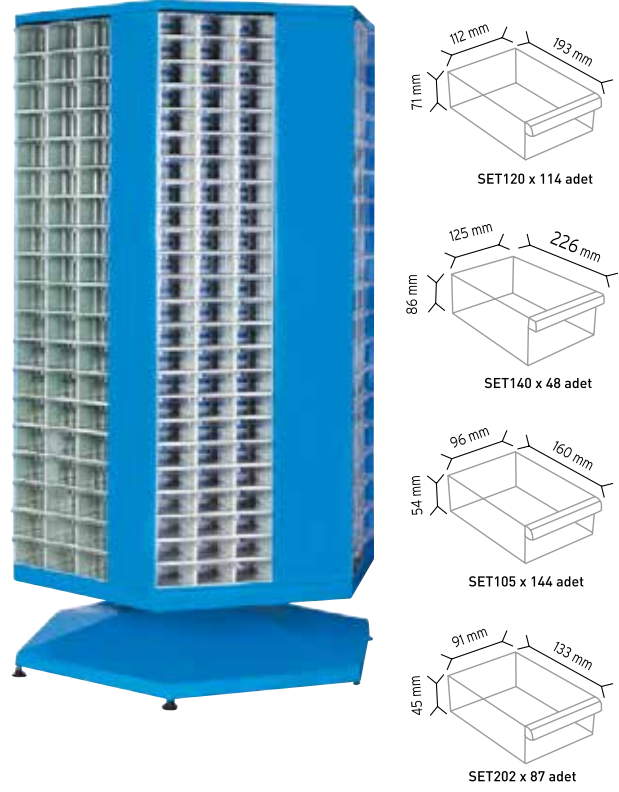 112 mm
193 mm
71 mm
SET120 x 114 adet
125 mm
226 mm
86 mm
SET140 x 48 adet
96 mm
160 mm
54 mm
SET105 x 144 adet
91 mm
133 mm
45 mm
SET202 x 87 adet